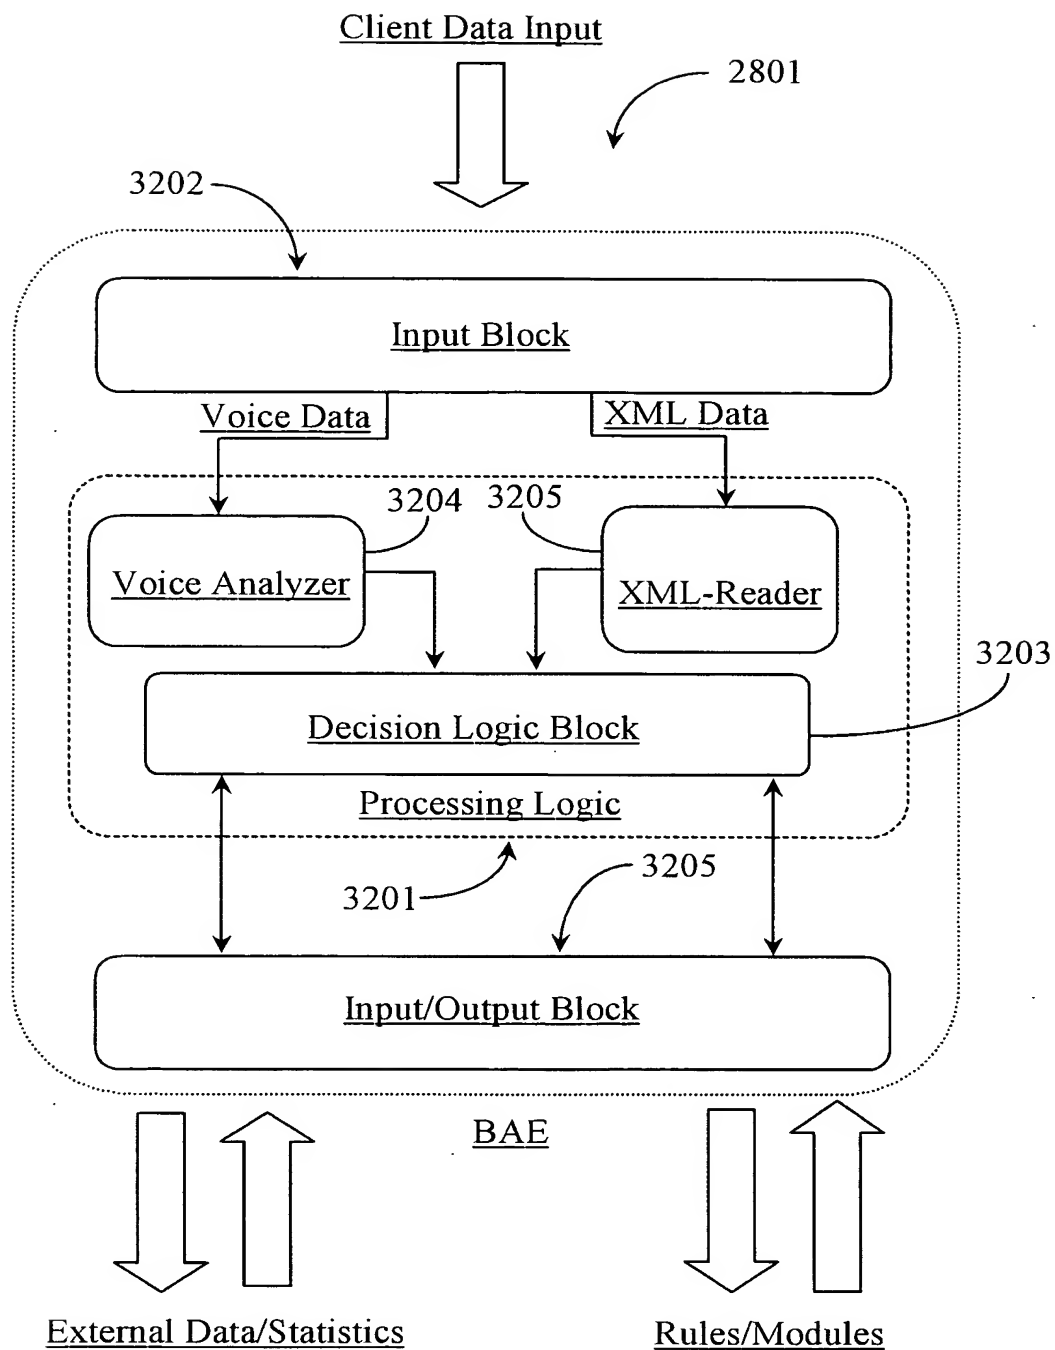 Client Data Input
2801
3202
Input Block
Voice Data
XML Data
3204
3205
Voice Analyzer
XML-Reader
3203
Decision Logic Block
Processing Logic
3201
3205
Input/Output Block
BAE
External Data/Statistics
Rules/Modules